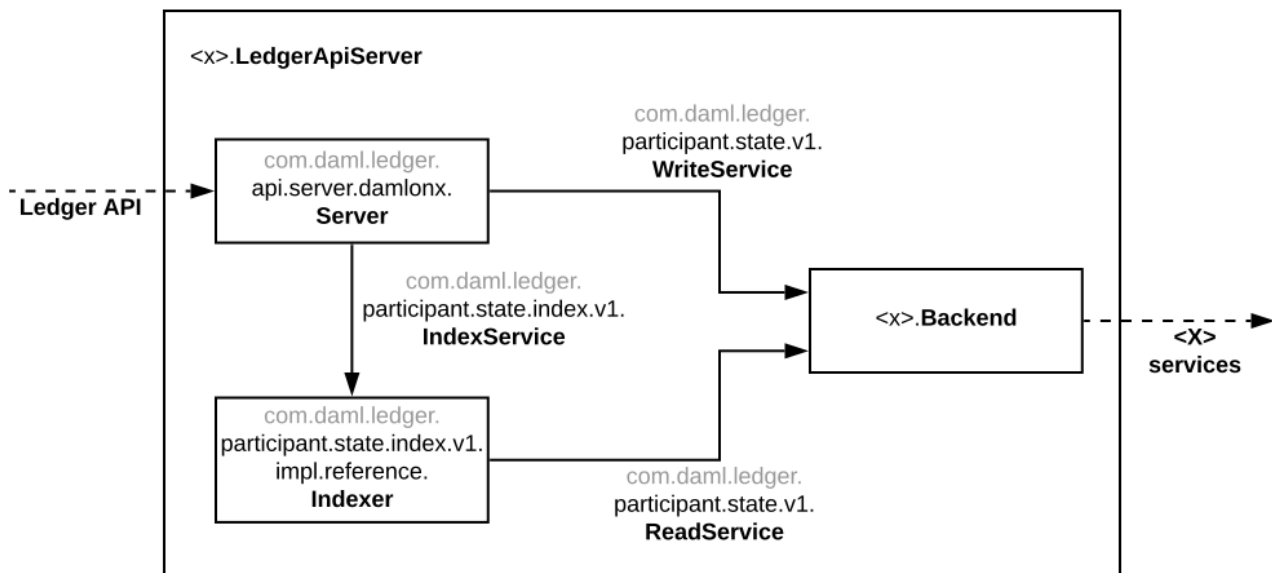 <x>.LedgerApiServer
com.daml.ledger.
participant.state.v1.
WriteService
com.daml.ledger.
api.server.damlonx.
Server
Ledger API
com.daml.ledger.
participant.state.index.v1.
IndexService
<x>.Backend
<X>
services
com.daml.ledger.
participant.state.index.v1.
impl.reference.
Indexer
com.daml.ledger.
participant.state.v1.
ReadService